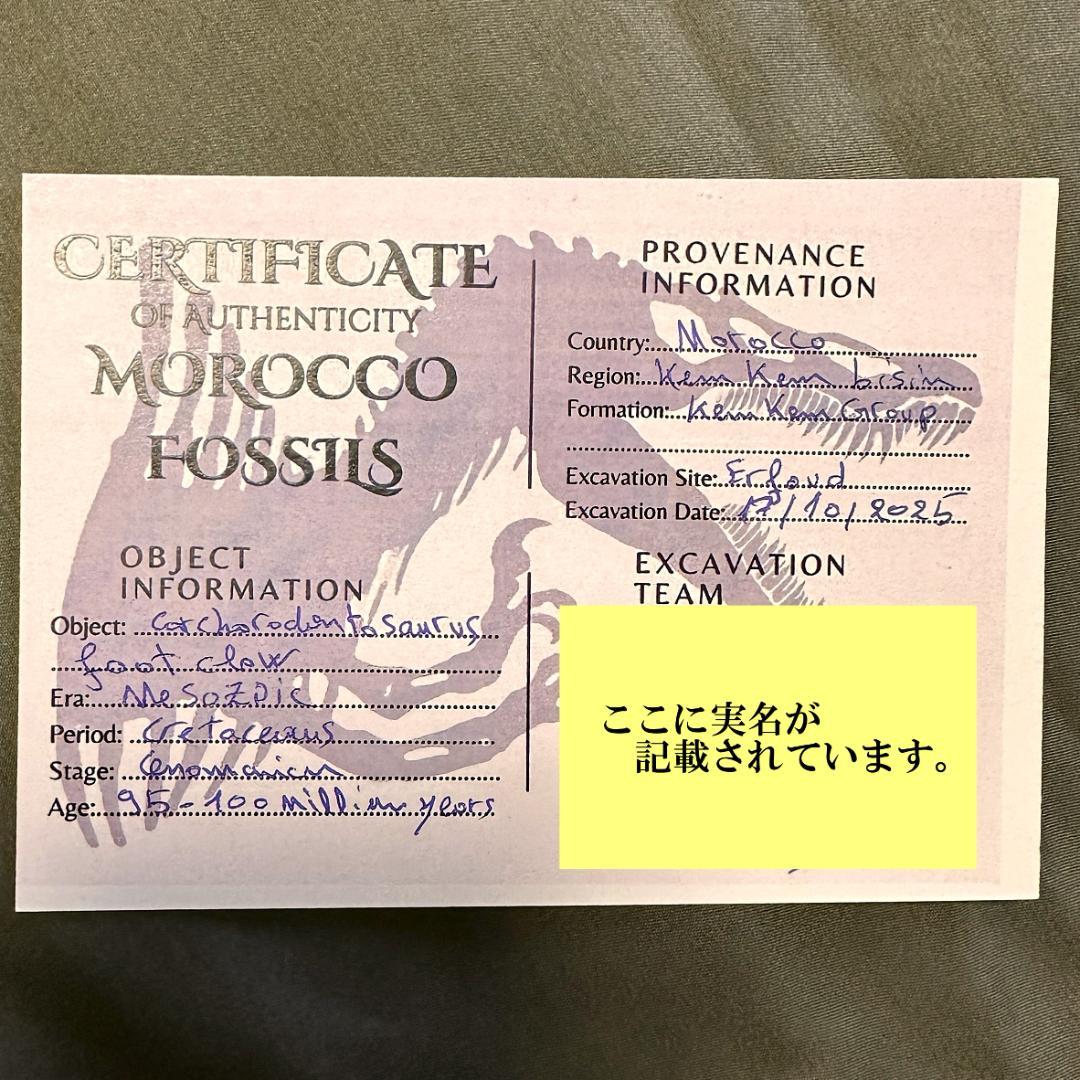 CERTIFICATE
OF AUTHENTICITY
MOROCCO
FOSSILS
OBJECT
INFORMATION
Object: Carcharodontosaurus
foot claw
Era: Mesozoic
Period: Cretaceous
Stage: Cenomanian
Age: 95-100 million years
PROVENANCE
INFORMATION
Country: Morocco
Region: Kem Kem bisin
Formation: Kem Kem Group
Excavation Site: Erfoud
Excavation Date: /10/2025
EXCAVATION
TEAM
ここに実名が
記載されています。